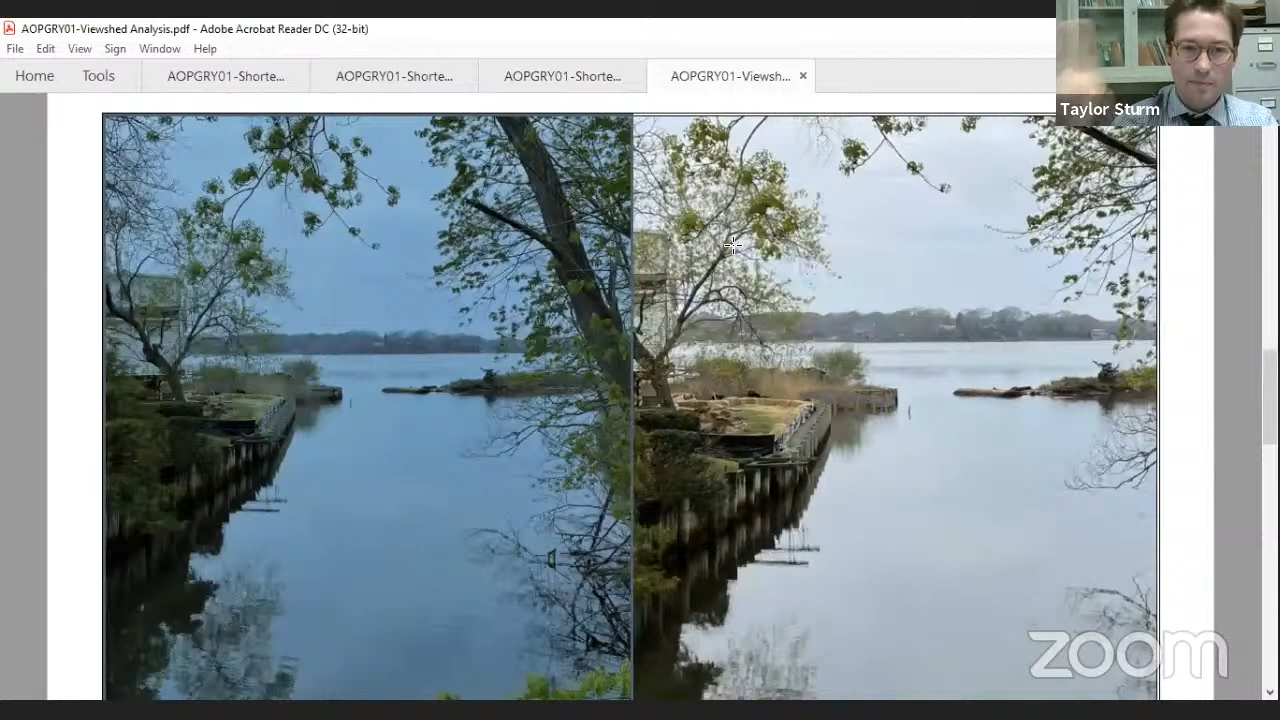 AOPGRY01-Viewshed Analysis.pdf - Adobe Acrobat Reader DC (32-bit)
File Edit View Sign Window Help
Home Tools AOPGRY01-Shorte... AOPGRY01-Shorte... AOPGRY01-Shorte... AOPGRY01-Viewsh... ×
Taylor Sturm
zoom